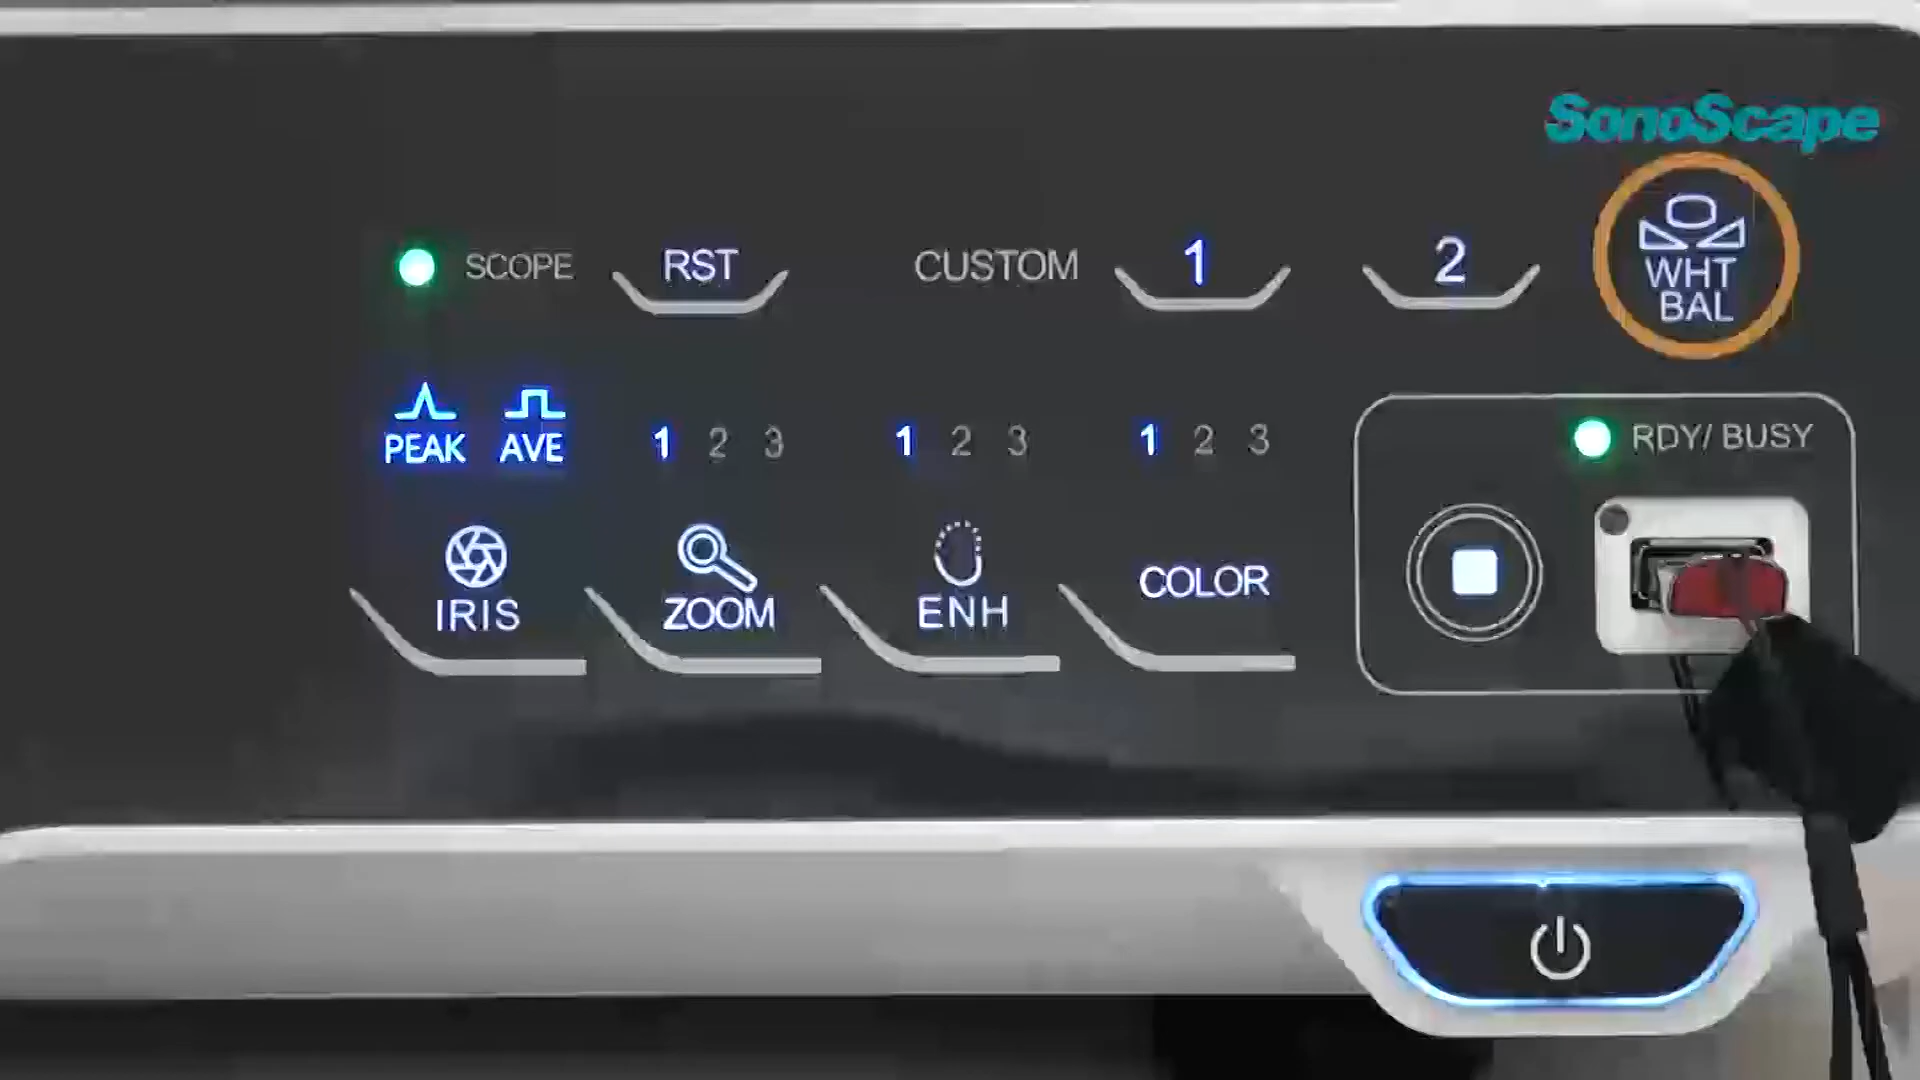 SonoScape
SCOPE RST CUSTOM 1 2 WHT BAL
PEAK AVE 1 2 3 1 2 3 1 2 3 RDY/ BUSY
IRIS ZOOM ENH COLOR